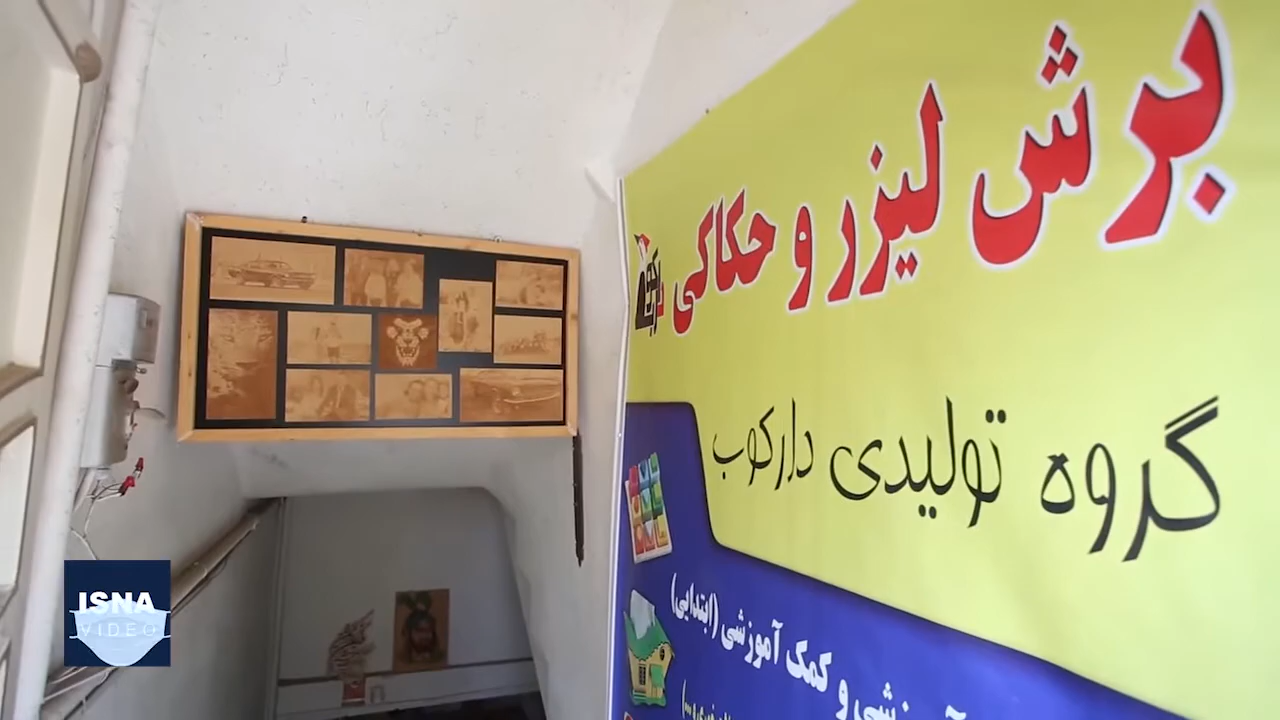 برش لیزر و حکاکی
گروه تولیدی دارکوب
و کمک آموزشی (ابتدایی)
ISNA
VIDEO